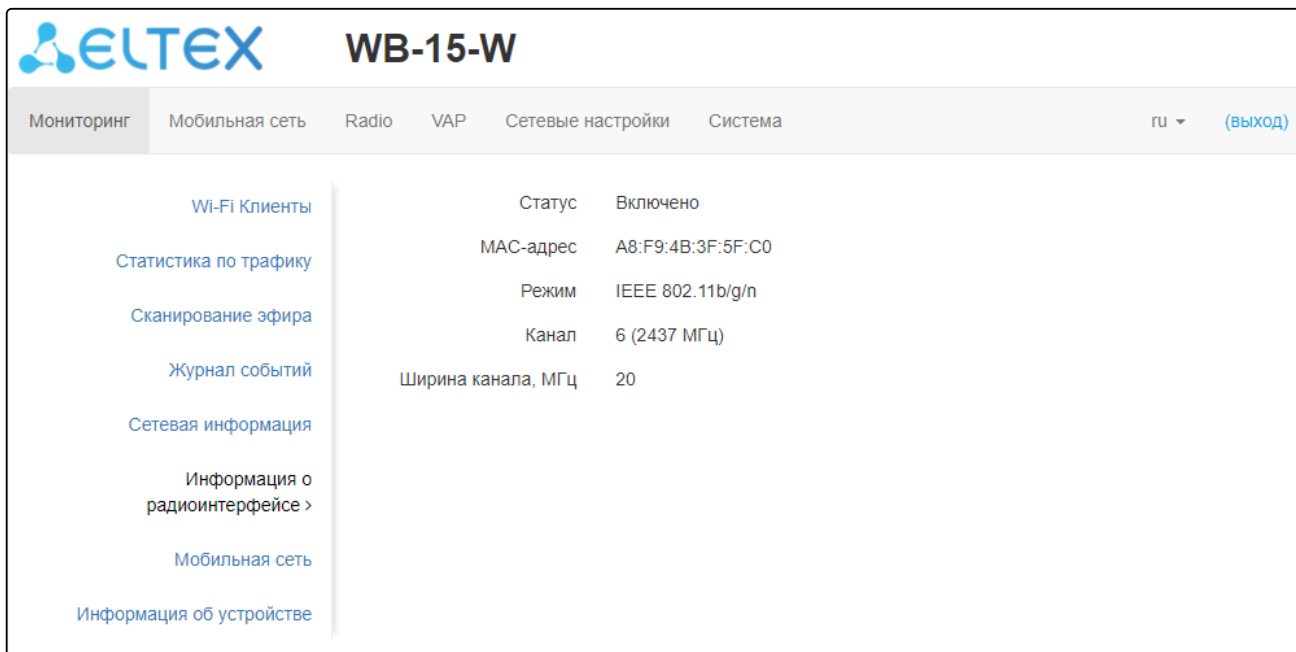 ELTEX WB-15-W
Мониторинг Мобильная сеть Radio VAP Сетевые настройки Система ru (выход)
Wi-Fi Клиенты
Статистика по трафику
Сканирование эфира
Журнал событий
Сетевая информация
Информация о
радиоинтерфейсе >
Мобильная сеть
Информация об устройстве
Статус Включено
MAC-адрес A8:F9:4B:3F:5F:C0
Режим IEEE 802.11b/g/n
Канал 6 (2437 МГц)
Ширина канала, МГц 20